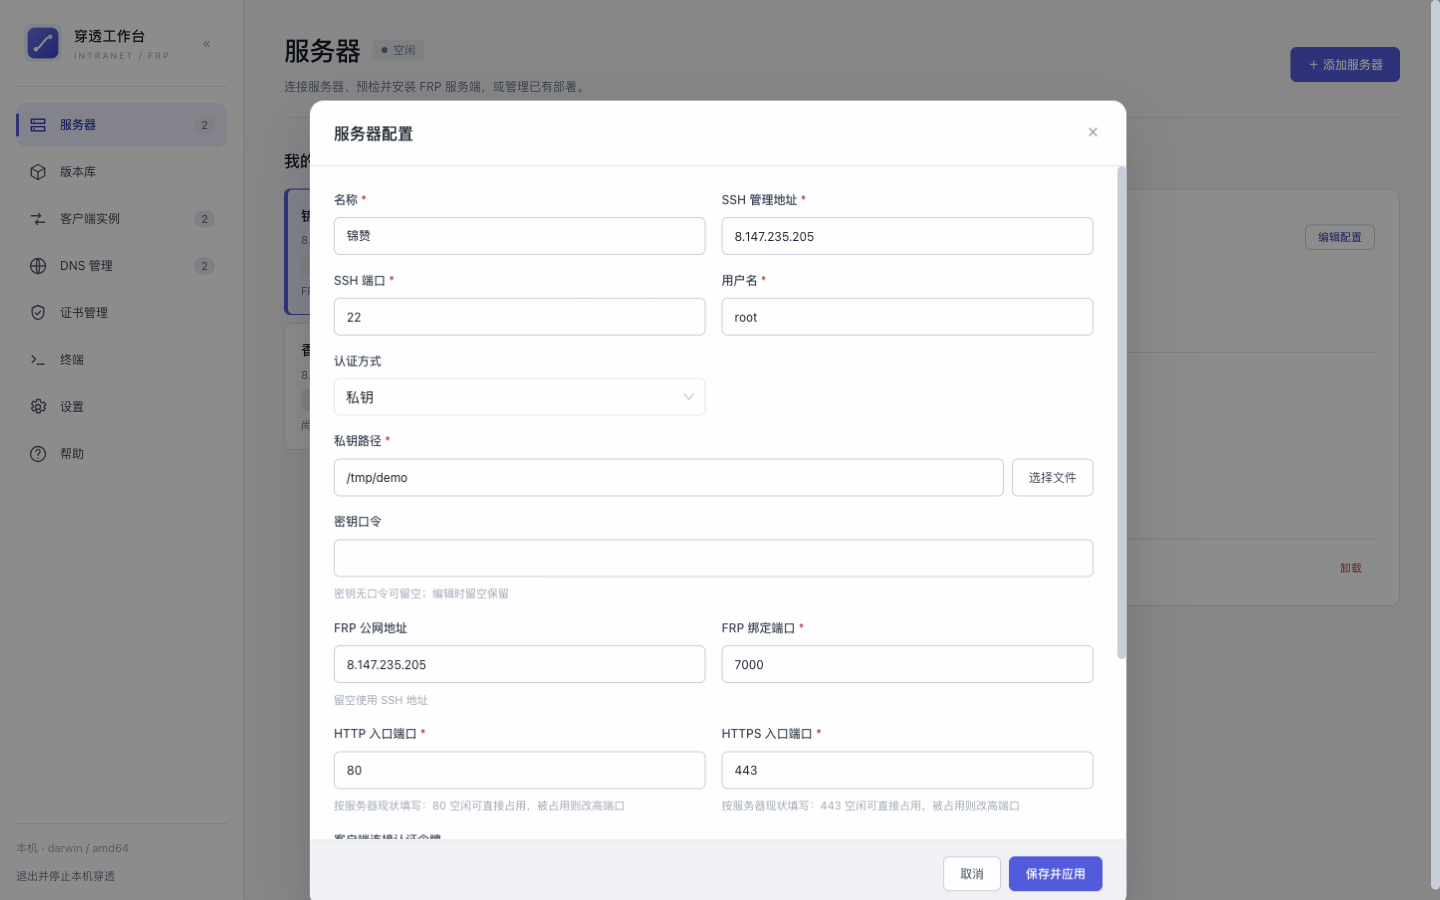 穿透工作台
INTRANET / FRP
«
服务器 2
版本库
客户端实例 2
DNS 管理 2
证书管理
终端
设置
帮助
本机 · darwin / amd64
退出并停止本机穿透
服务器
空闲
连接服务器、预检并安装 FRP 服务端，或管理已有部署。
+ 添加服务器
我的
编辑配置
卸载
服务器配置
×
名称 *
锦赞
SSH 管理地址 *
8.147.235.205
SSH 端口 *
22
用户名 *
root
认证方式
私钥
私钥路径 *
/tmp/demo
选择文件
密钥口令
密钥无口令可留空；编辑时留空保留
FRP 公网地址
8.147.235.205
留空使用 SSH 地址
FRP 绑定端口 *
7000
HTTP 入口端口 *
80
按服务器现状填写：80 空闲可直接占用，被占用则改高端口
HTTPS 入口端口 *
443
按服务器现状填写：443 空闲可直接占用，被占用则改高端口
客户端连接认证令牌
取消
保存并应用